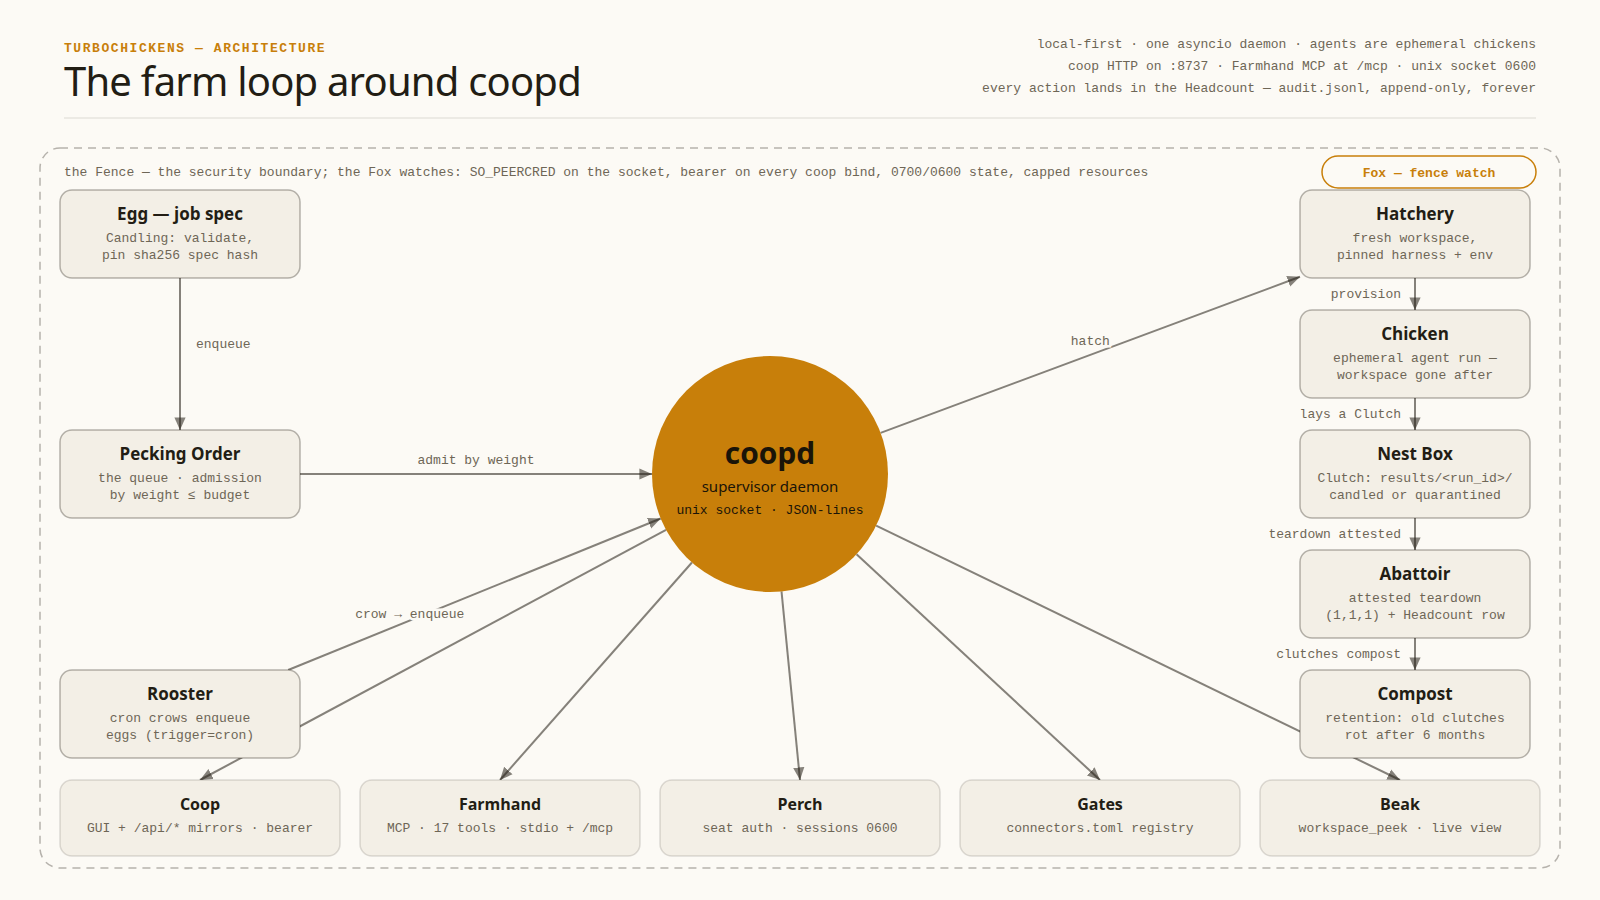 TURBOCHICKENS — ARCHITECTURE
The farm loop around coopd
local-first · one asyncio daemon · agents are ephemeral chickens
coop HTTP on :8737 · Farmhand MCP at /mcp · unix socket 0600
every action lands in the Headcount — audit.jsonl, append-only, forever
the Fence — the security boundary; the Fox watches: SO_PEERCRED on the socket, bearer on every coop bind, 0700/0600 state, capped resources
Fox — fence watch
Egg — job spec
Candling: validate,
pin sha256 spec hash
enqueue
Pecking Order
the queue · admission
by weight ≤ budget
admit by weight
coopd
supervisor daemon
unix socket · JSON-lines
hatch
crow → enqueue
Rooster
cron crows enqueue
eggs (trigger=cron)
Hatchery
fresh workspace,
pinned harness + env
provision
Chicken
ephemeral agent run —
workspace gone after
lays a Clutch
Nest Box
Clutch: results/<run_id>/
candled or quarantined
teardown attested
Abattoir
attested teardown
(1,1,1) + Headcount row
clutches compost
Compost
retention: old clutches
rot after 6 months
Coop
GUI + /api/* mirrors · bearer
Farmhand
MCP · 17 tools · stdio + /mcp
Perch
seat auth · sessions 0600
Gates
connectors.toml registry
Beak
workspace_peek · live view